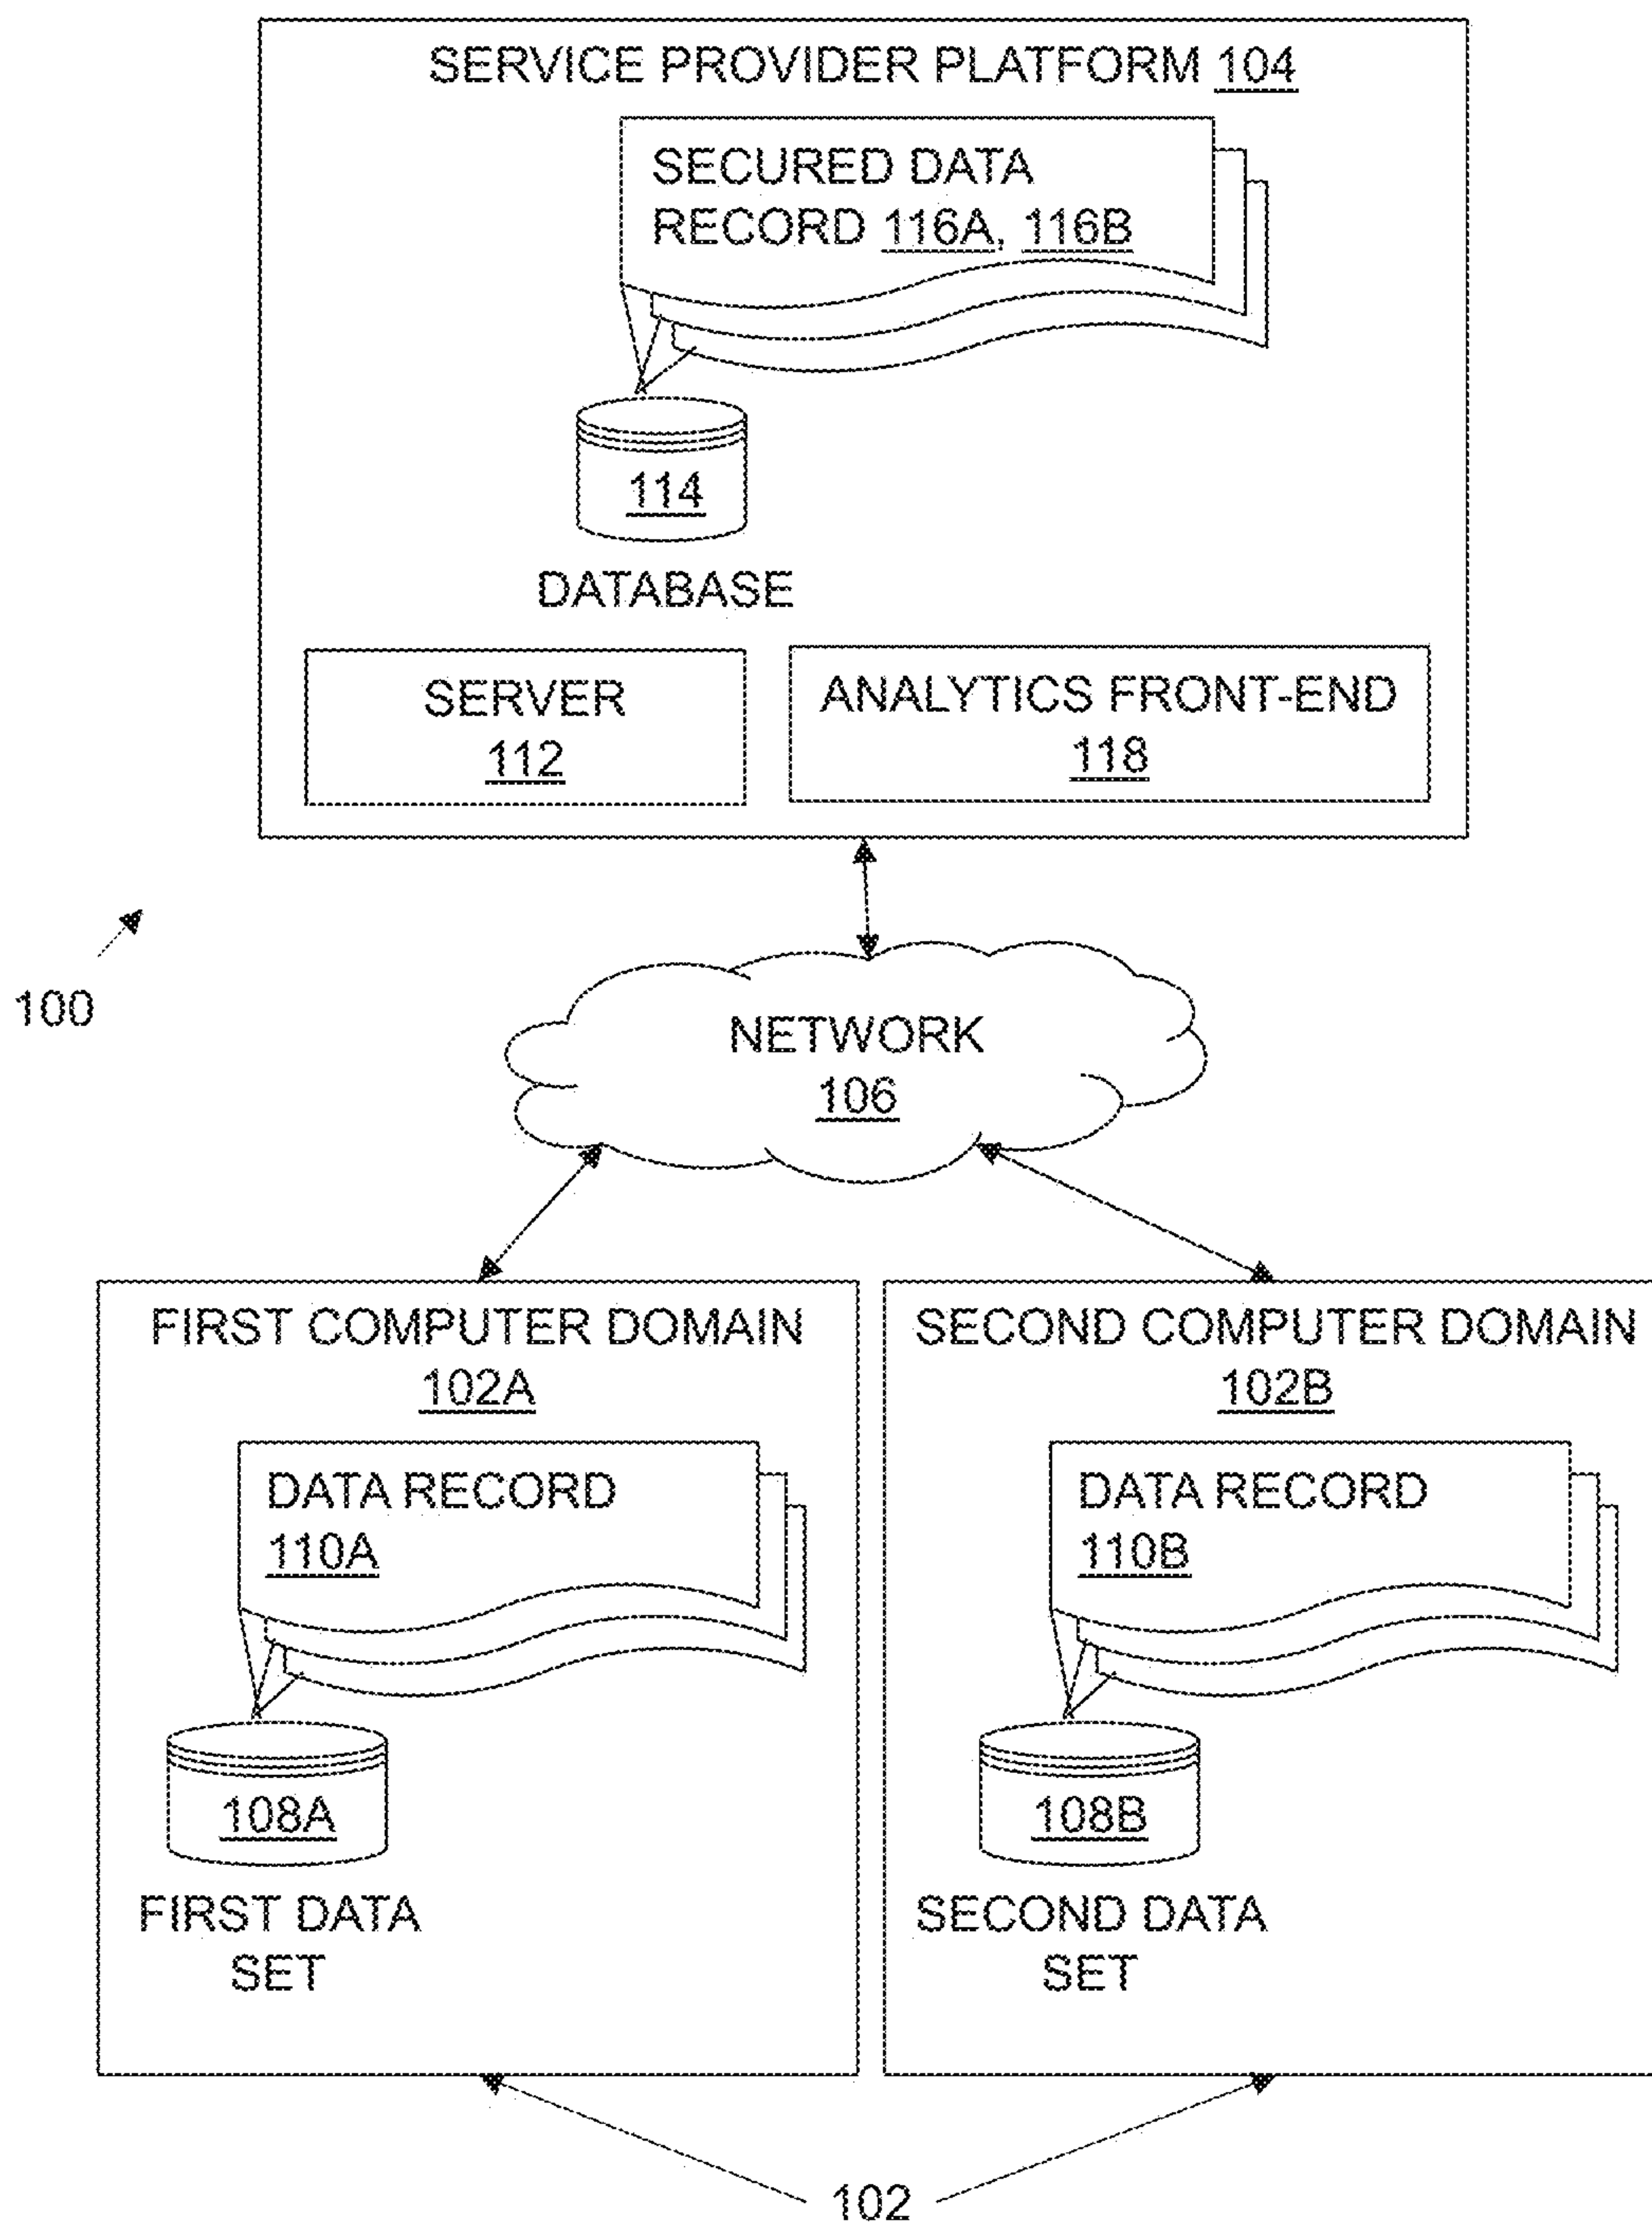 SERVICE PROVIDER PLATFORM 104
SECURED DATA
RECORD 116A, 116B
114
DATABASE
SERVER
112
ANALYTICS FRONT-END
118
100
NETWORK
106
FIRST COMPUTER DOMAIN
102A
DATA RECORD
110A
108A
FIRST DATA
SET
SECOND COMPUTER DOMAIN
102B
DATA RECORD
110B
108B
SECOND DATA
SET
102